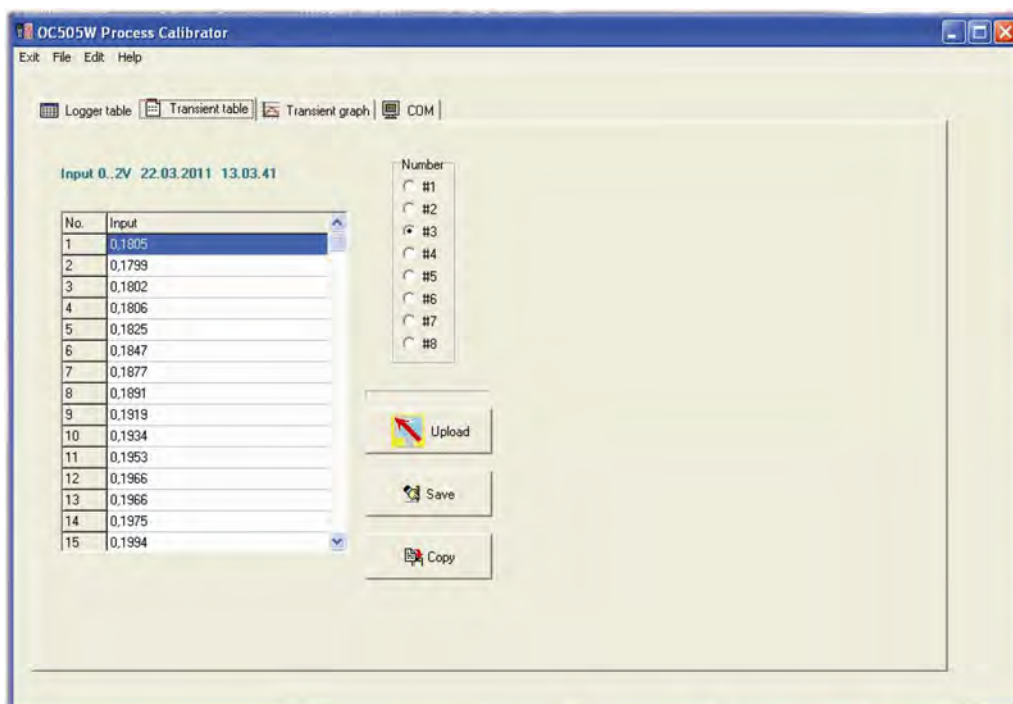 OC505W Process Calibrator
Exit File Edit Help
Logger table Transient table Transient graph COM
Input 0..2V 22.03.2011 13.03.41
No. Input
1 0,1805
2 0,1799
3 0,1802
4 0,1806
5 0,1825
6 0,1847
7 0,1877
8 0,1891
9 0,1919
10 0,1934
11 0,1953
12 0,1966
13 0,1966
14 0,1975
15 0,1994
Number
#1
#2
#3
#4
#5
#6
#7
#8
Upload
Save
Copy